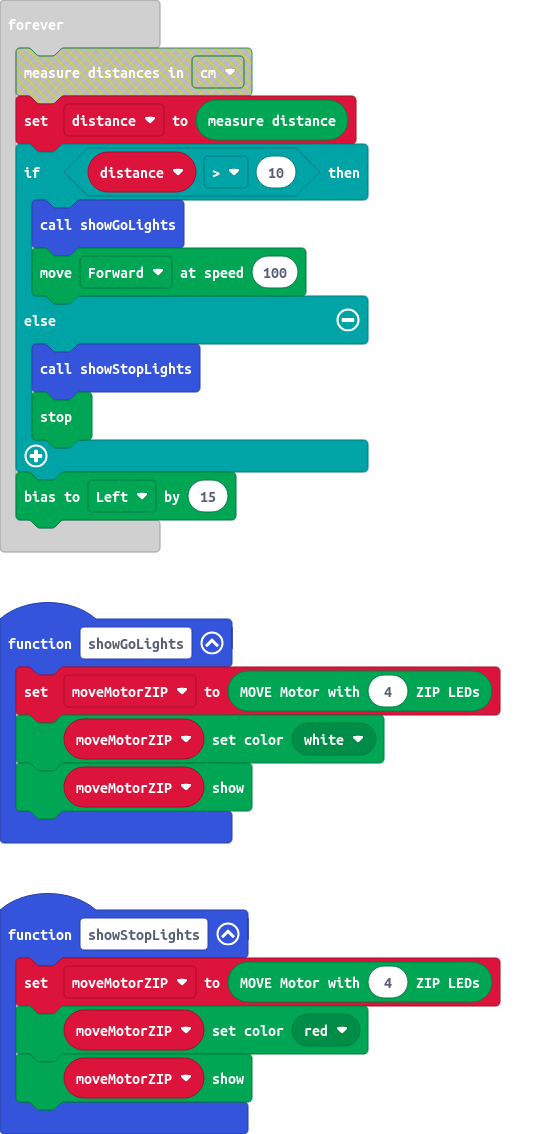 forever
measure distances in cm
set distance to measure distance
if distance > 10 then
call showGoLights
move Forward at speed 100
else
call showStopLights
stop
bias to Left by 15
function showGoLights
set moveMotorZIP to MOVE Motor with 4 ZIP LEDs
moveMotorZIP set color white
moveMotorZIP show
function showStopLights
set moveMotorZIP to MOVE Motor with 4 ZIP LEDs
moveMotorZIP set color red
moveMotorZIP show